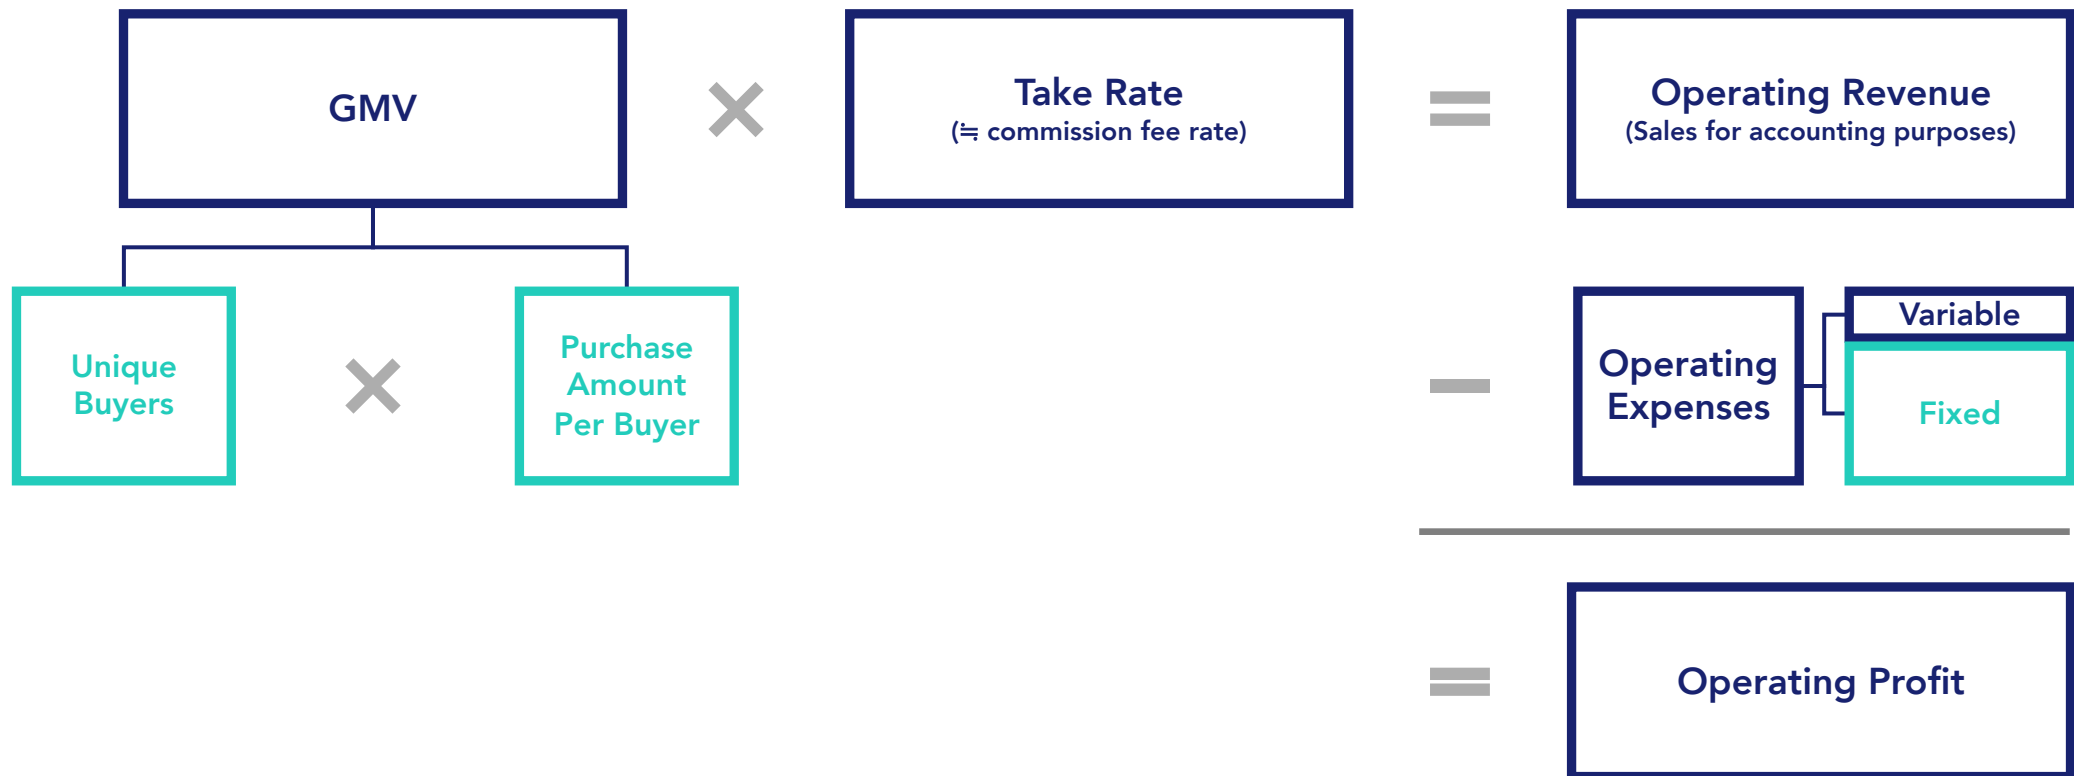 GMV
Take Rate
(≒ commission fee rate)
Operating Revenue
(Sales for accounting purposes)
Unique
Buyers
Purchase
Amount
Per Buyer
Operating
Expenses
Variable
Fixed
Operating Profit